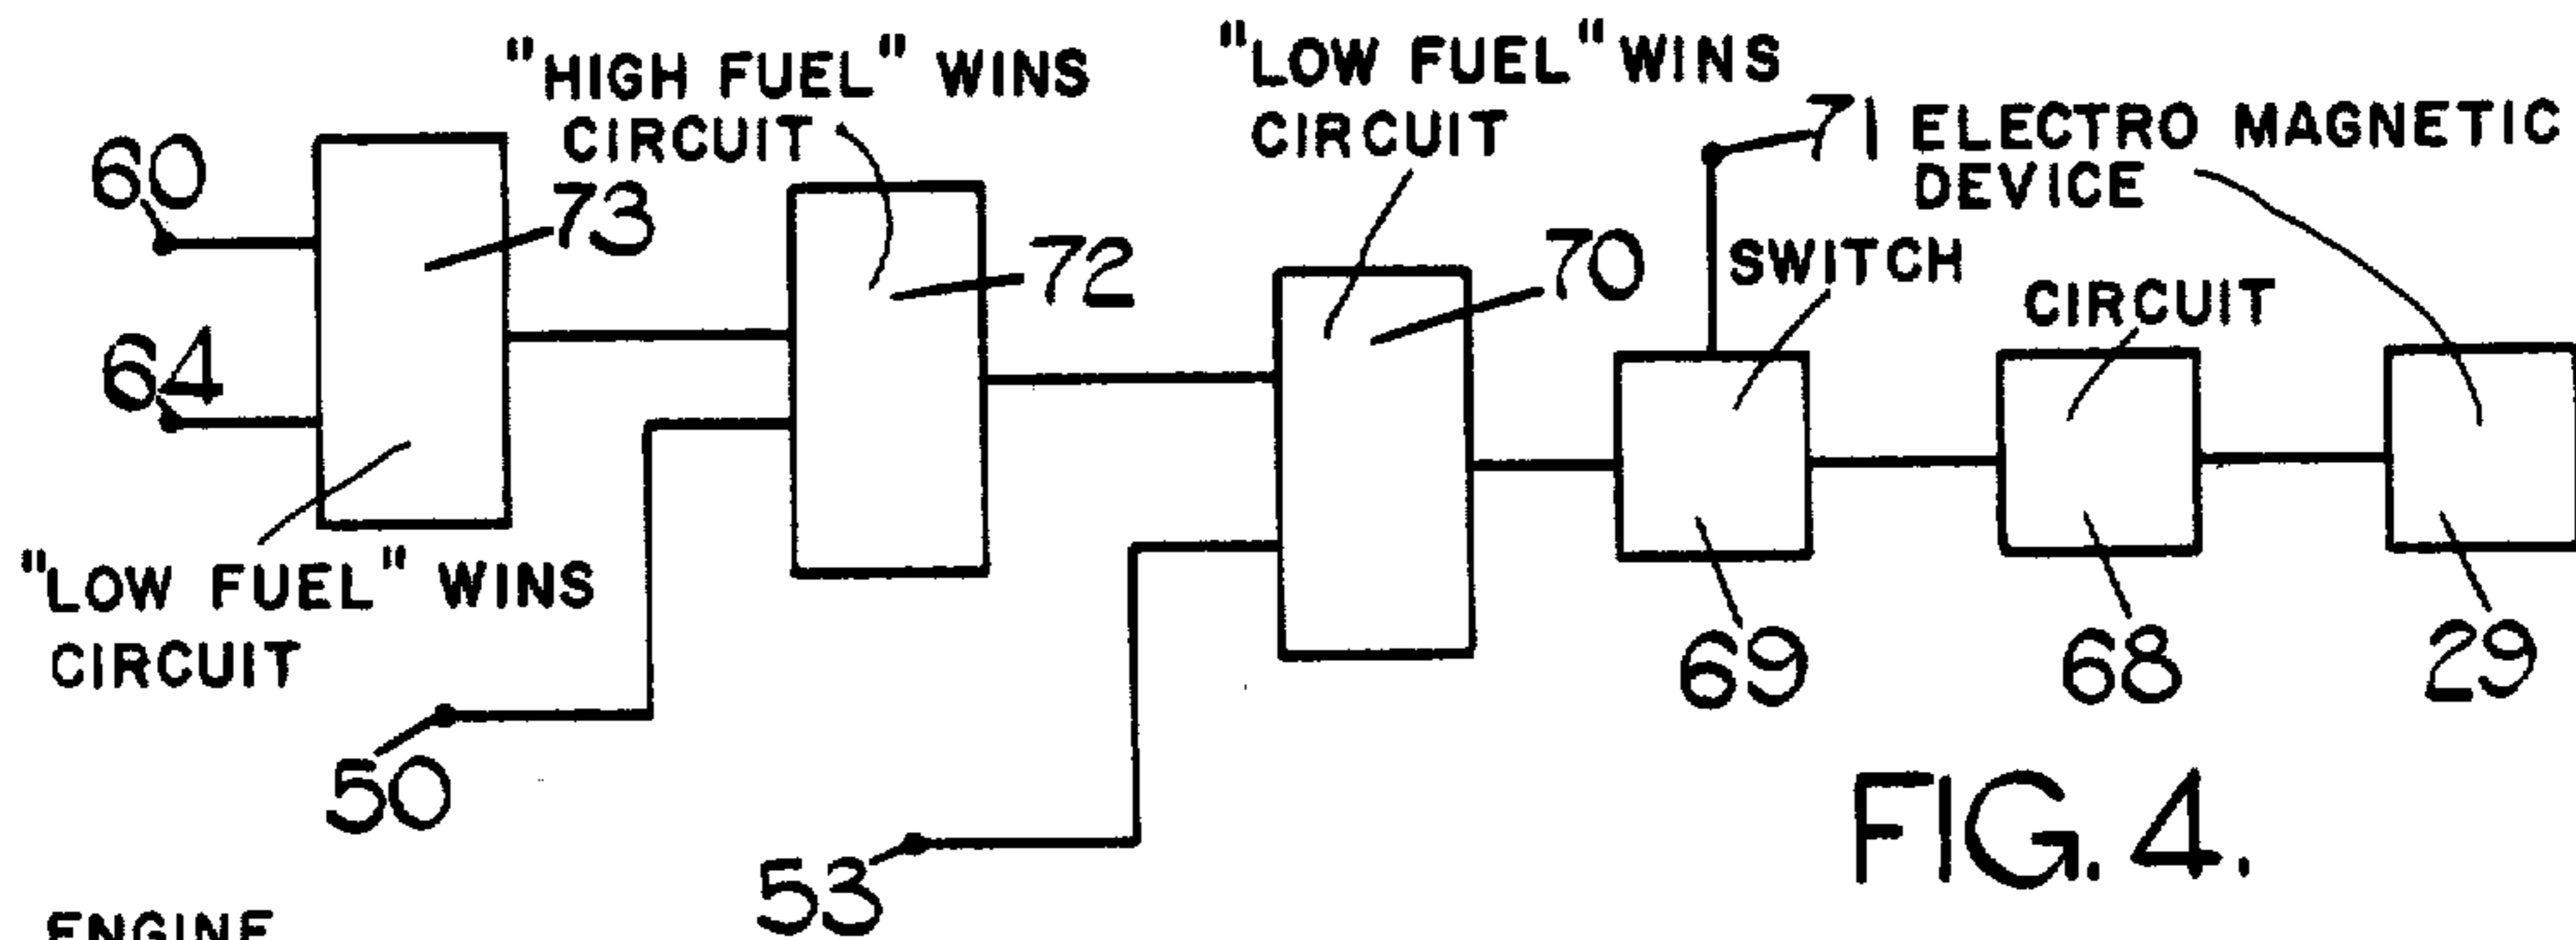 "HIGH FUEL" WINS
CIRCUIT
"LOW FUEL" WINS
CIRCUIT
71
ELECTRO MAGNETIC
DEVICE
60
73
72
70
SWITCH
CIRCUIT
64
"LOW FUEL" WINS
CIRCUIT
69
68
29
50
53
FIG. 4.
ENGINE